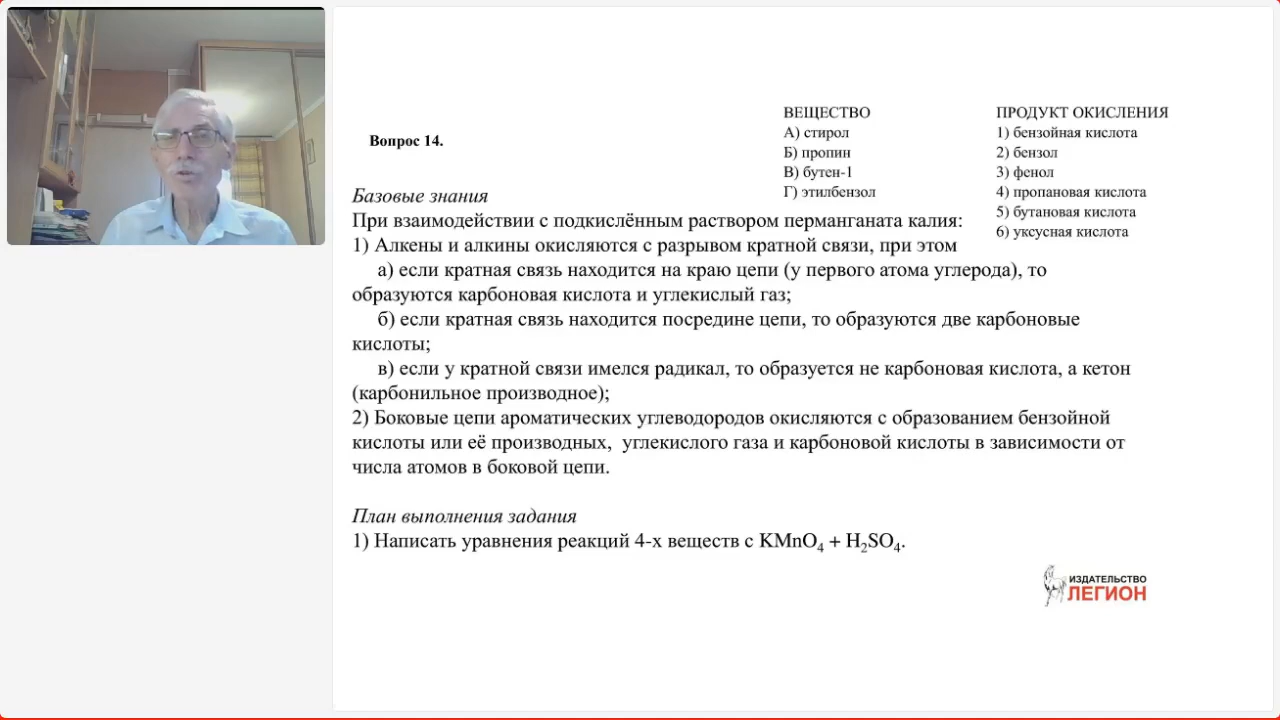 Вопрос 14.
ВЕЩЕСТВО
А) стирол
Б) пропин
В) бутен-1
Г) этилбензол
ПРОДУКТ ОКИСЛЕНИЯ
1) бензойная кислота
2) бензол
3) фенол
4) пропановая кислота
5) бутановая кислота
6) уксусная кислота
Базовые знания
При взаимодействии с подкислённым раствором перманганата калия:
1) Алкены и алкины окисляются с разрывом кратной связи, при этом
а) если кратная связь находится на краю цепи (у первого атома углерода), то
образуются карбоновая кислота и углекислый газ;
б) если кратная связь находится посредине цепи, то образуются две карбоновые
кислоты;
в) если у кратной связи имелся радикал, то образуется не карбоновая кислота, а кетон
(карбонильное производное);
2) Боковые цепи ароматических углеводородов окисляются с образованием бензойной
кислоты или её производных, углекислого газа и карбоновой кислоты в зависимости от
числа атомов в боковой цепи.
План выполнения задания
1) Написать уравнения реакций 4-х веществ с KMnO₄ + H₂SO₄.
ИЗДАТЕЛЬСТВО
ЛЕГИОН